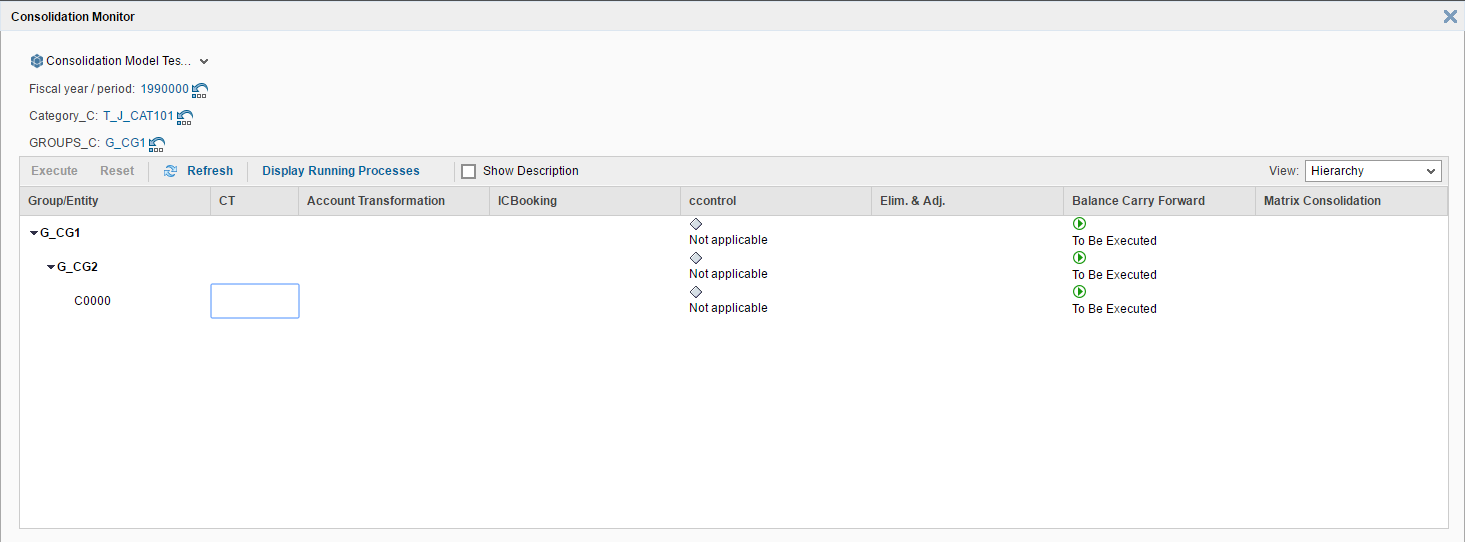 Consolidation Monitor
Consolidation Model Tes...
Fiscal year / period: 1990000
Category_C: T_J_CAT101
GROUPS_C: G_CG1
Execute Reset Refresh Display Running Processes Show Description View: Hierarchy
Group/Entity CT Account Transformation ICBooking ccontrol Elim. & Adj. Balance Carry Forward Matrix Consolidation
G_CG1 Not applicable To Be Executed
G_CG2 Not applicable To Be Executed
C0000 Not applicable To Be Executed